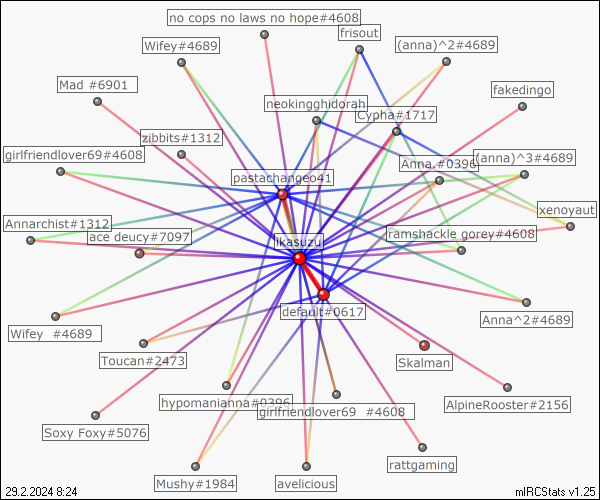 no cops no laws no hope#4608
frisout
Wifey#4689
(anna)^2#4689
Mad #6901
fakedingo
neokingghidorah
Cypha#1717
zibbits#1312
girlfriendlover69#4608
Anna.#0396
(anna)^3#4689
pastachangeo41
xenoyaut
Annarchist#1312
ace deucy#7097
ikasuzu
ramshackle gorey#4608
default#0617
Anna^2#4689
Wifey  #4689
Toucan#2473
Skalman
hypomanianna#0396
girlfriendlover69  #4608
AlpineRooster#2156
Soxy Foxy#5076
rattgaming
Mushy#1984
avelicious
29.2.2024 8:24
mIRCStats v1.25